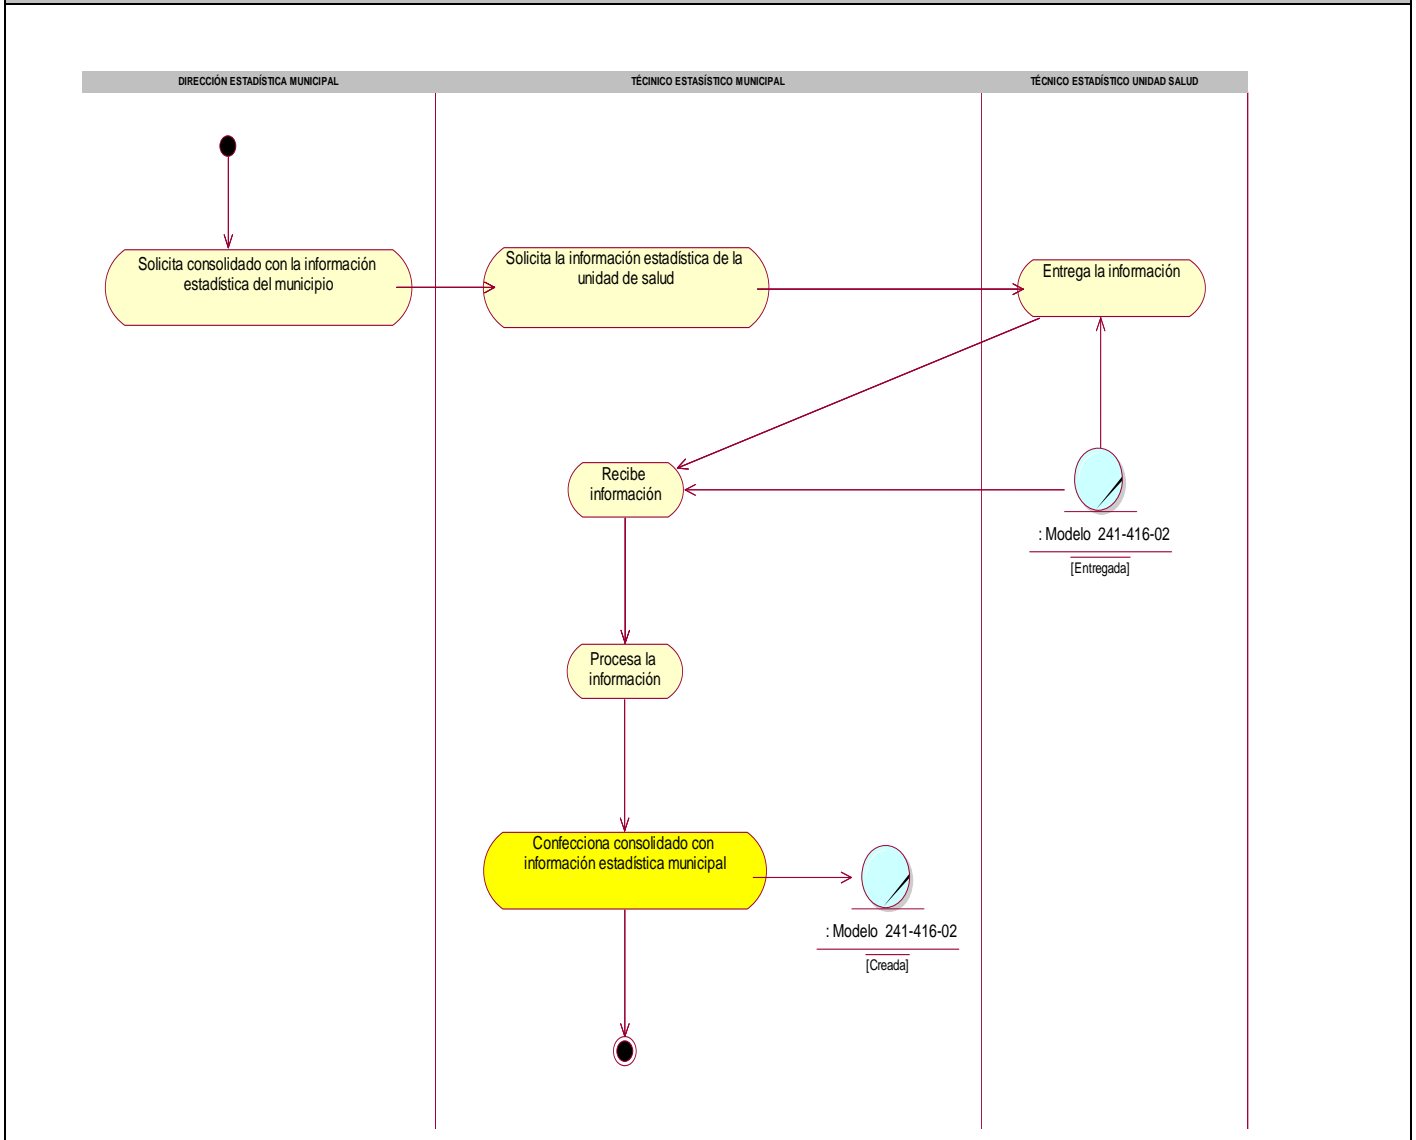 DIRECCIÓN ESTADÍSTICA MUNICIPAL
TÉCINICO ESTASÍSTICO MUNICIPAL
TÉCNICO ESTADÍSTICO UNIDAD SALUD
Solicita consolidado con la información
estadística del municipio
Solicita la información estadística de la
unidad de salud
Entrega la información
Recibe
información
: Modelo 241-416-02
[Entregada]
Procesa la
información
Confecciona consolidado con
información estadística municipal
: Modelo 241-416-02
[Creada]